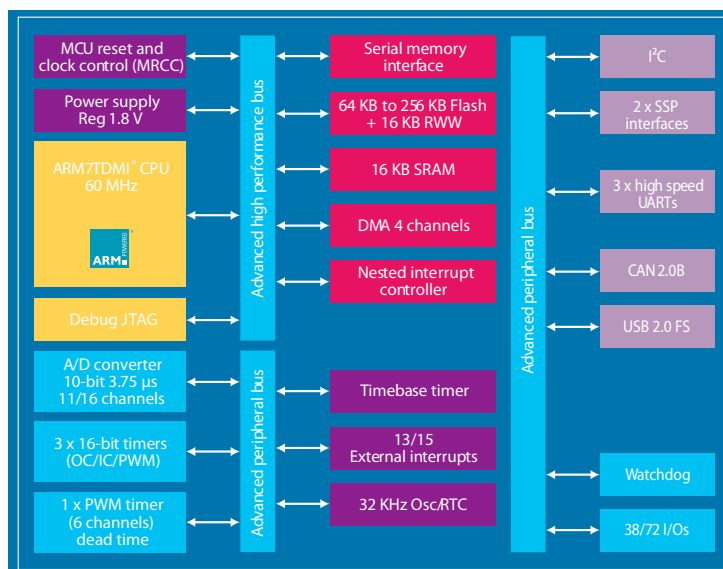 MCU reset and
clock control (MRCC)
Power supply
Reg 1.8 V
ARM7TDMI® CPU
60 MHz
ARM POWERED®
Debug JTAG
A/D converter
10-bit 3.75 µs
11/16 channels
3 x 16-bit timers
(OC/IC/PWM)
1 x PWM timer
(6 channels)
dead time
Advanced high performance bus
Advanced peripheral bus
Serial memory
interface
64 KB to 256 KB Flash
+ 16 KB RWW
16 KB SRAM
DMA 4 channels
Nested interrupt
controller
Timebase timer
13/15
External interrupts
32 KHz Osc/RTC
Advanced peripheral bus
I²C
2 x SSP
interfaces
3 x high speed
UARTs
CAN 2.0B
USB 2.0 FS
Watchdog
38/72 I/Os